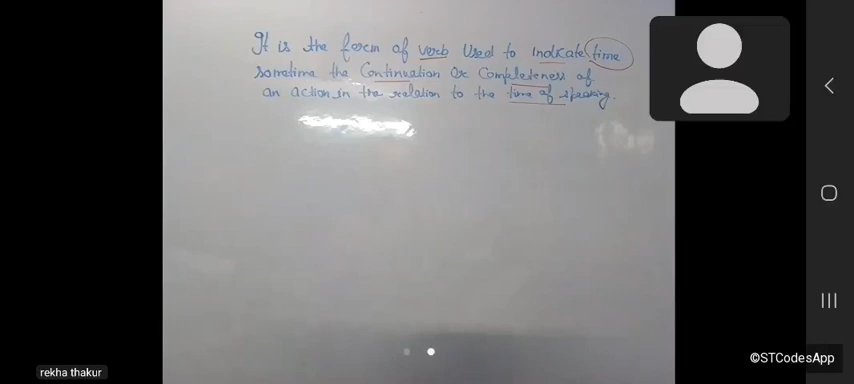 It is the form of verb Used to indicate time
sometime the Continuation Or Completeness of
an action in the relation to the time of speaking.
rekha thakur
©STCodesApp